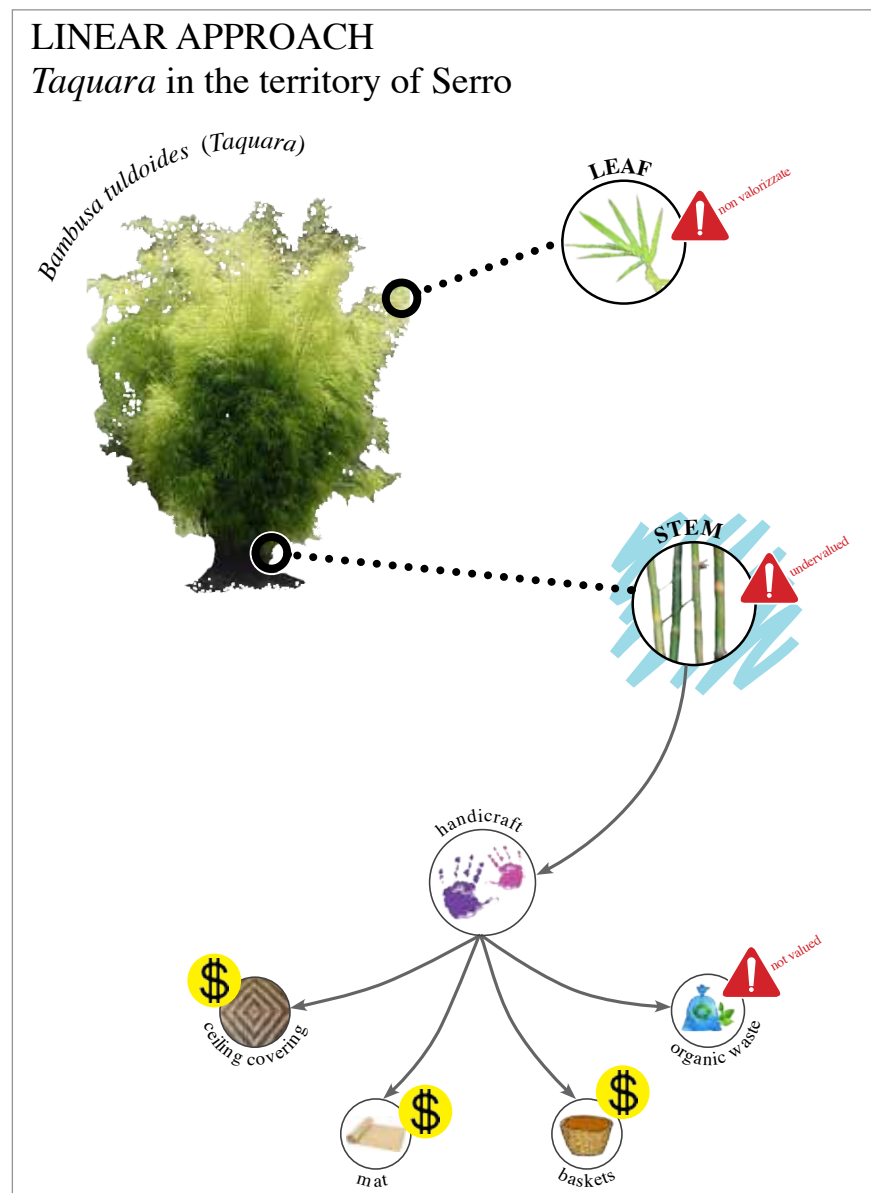 LINEAR APPROACH
Taquara in the territory of Serro
Bambusa tuldoides (Taquara)
LEAF
non valorizzate
STEM
undervalued
handicraft
$
ceiling covering
$
mat
$
baskets
not valued
organic waste